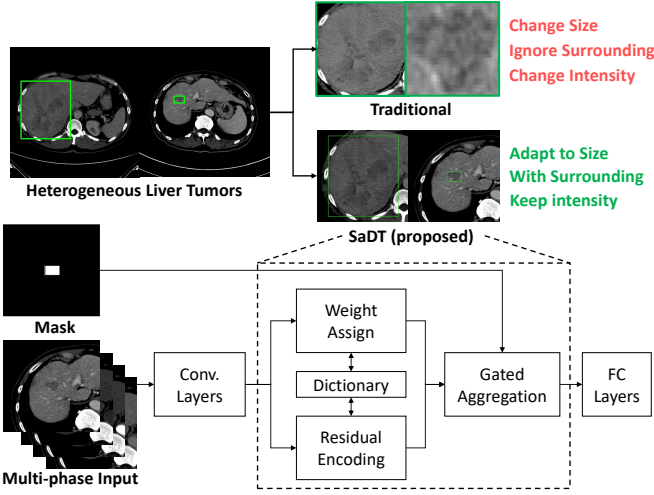 Change Size
Ignore Surrounding
Change Intensity
Traditional
Heterogeneous Liver Tumors
Adapt to Size
With Surrounding
Keep intensity
SaDT (proposed)
Mask
Multi-phase Input
Conv.
Layers
Weight
Assign
Dictionary
Residual
Encoding
Gated
Aggregation
FC
Layers